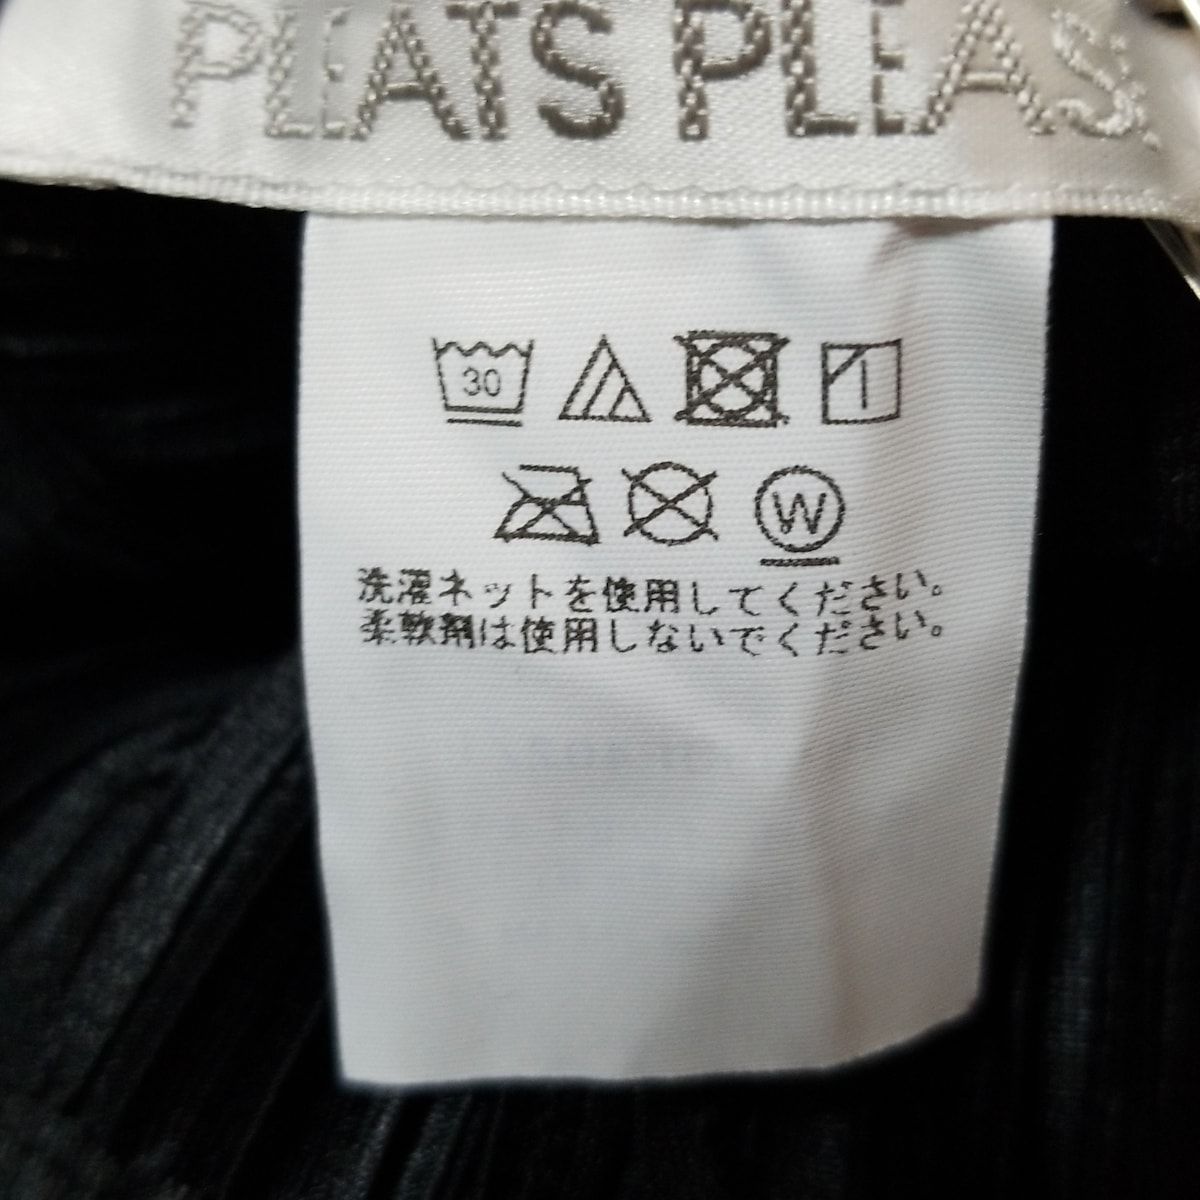 PLEATS PLEAS
30
W
洗濯ネットを使用してください。
柔軟剤は使用しないでください。